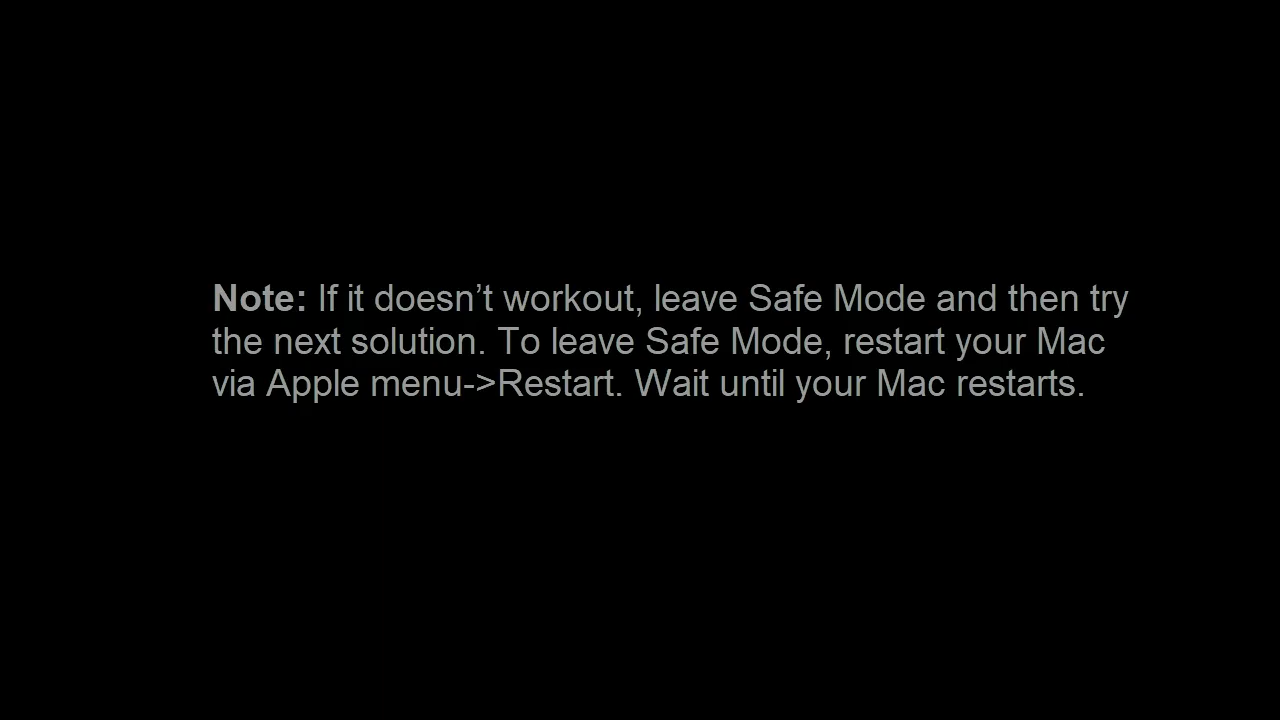 Note: If it doesn’t workout, leave Safe Mode and then try
the next solution. To leave Safe Mode, restart your Mac
via Apple menu->Restart. Wait until your Mac restarts.